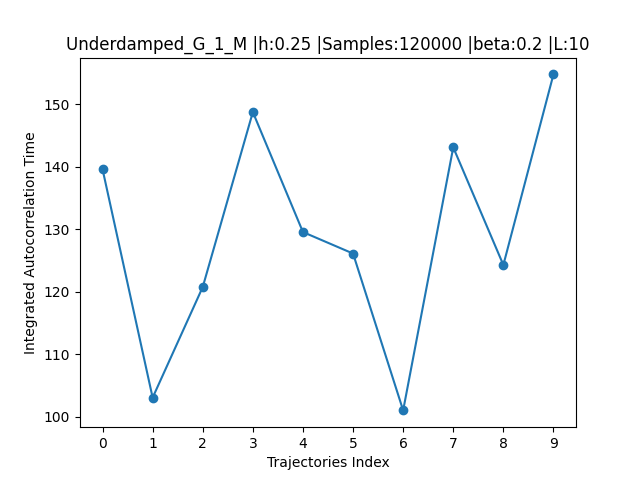 Underdamped_G_1_M |h:0.25 |Samples:120000 |beta:0.2 |L:10
Integrated Autocorrelation Time
150
140
130
120
110
100
0 1 2 3 4 5 6 7 8 9
Trajectories Index